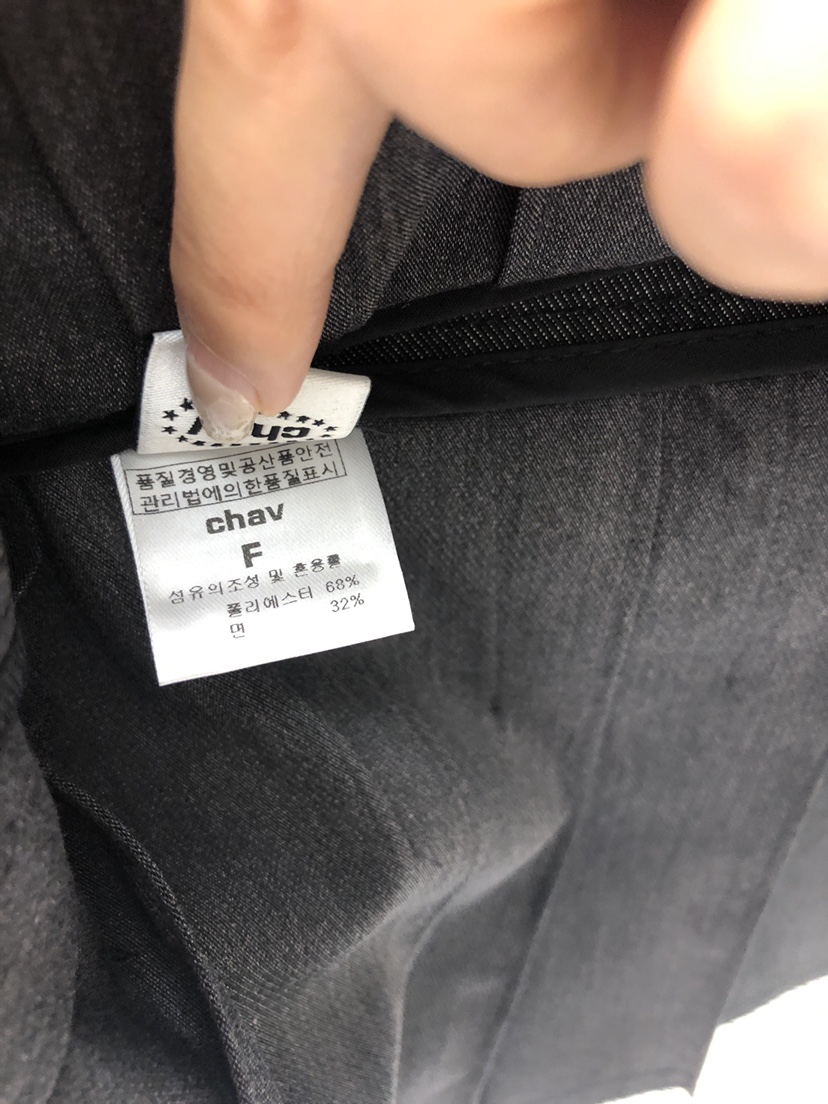 품질경영및공산품안전
관리법에의한품질표시
chav
F
섬유의조성 및 혼용률
폴리에스터 68%
면 32%